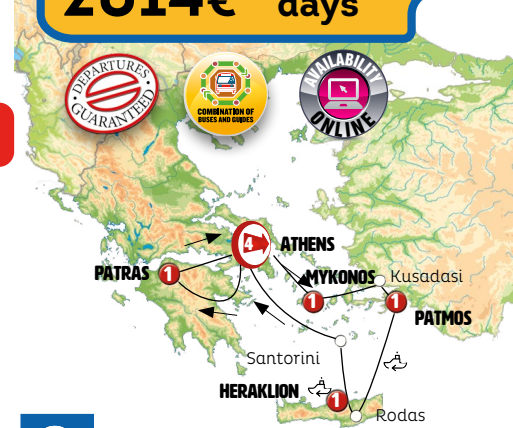 2614€ days
DEPARTURES
GUARANTEED
COMBINATION OF
BUSES AND GUIDES
AVAILABILITY
ONLINE
4
ATHENS
PATRAS
1
MYKONOS
Kusadasi
1
1
PATMOS
Santorini
HERAKLION
1
Rodas